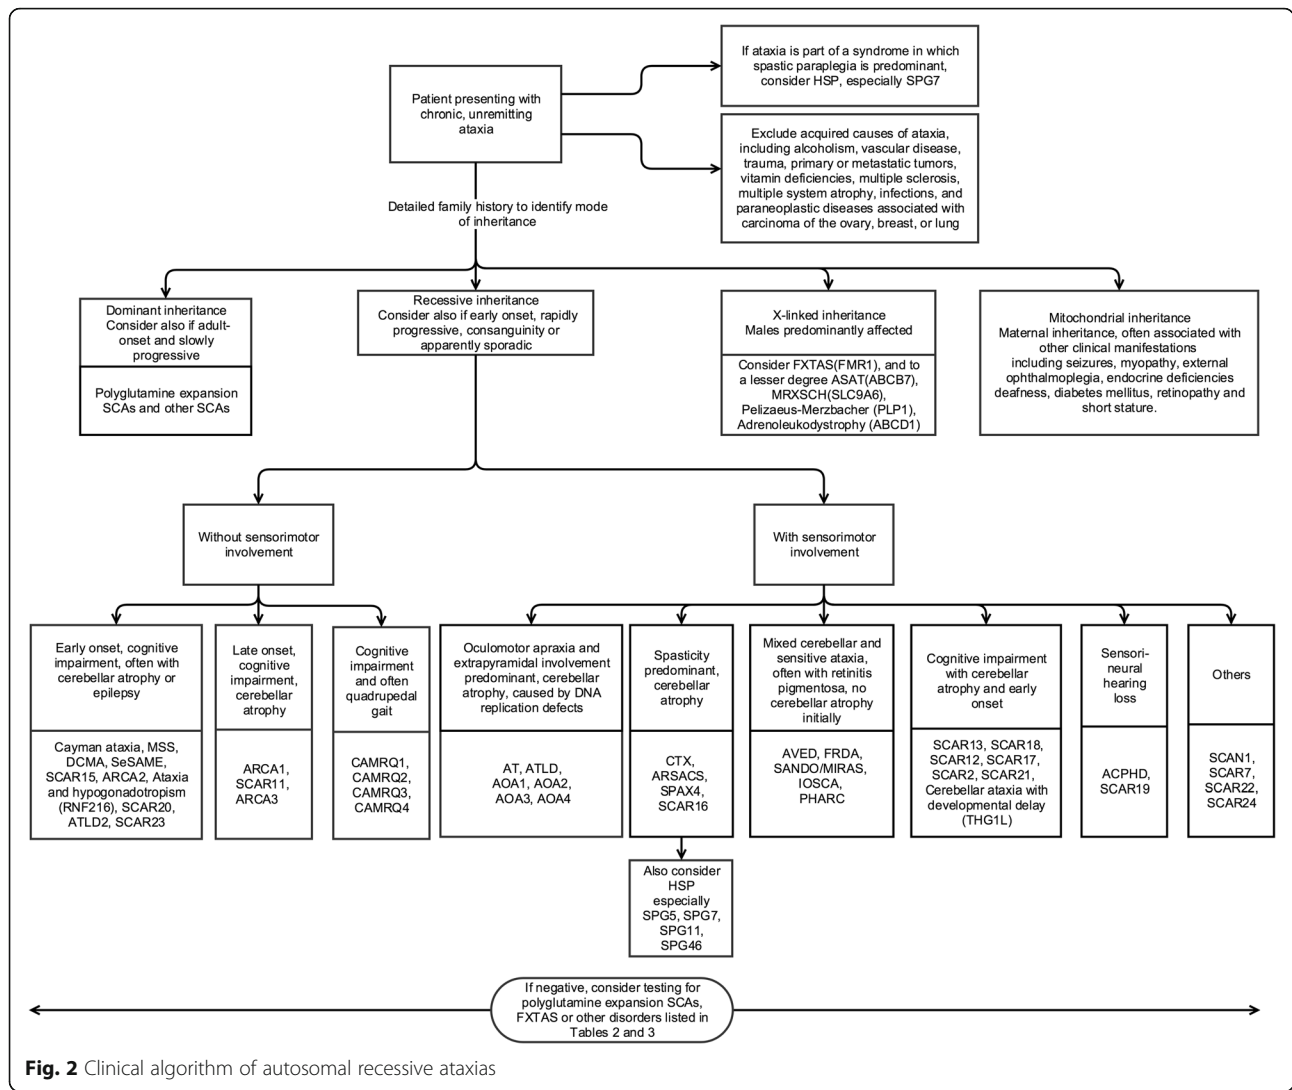 Patient presenting with
chronic, unremitting
ataxia
If ataxia is part of a syndrome in which
spastic paraplegia is predominant,
consider HSP, especially SPG7
Exclude acquired causes of ataxia,
including alcoholism, vascular disease,
trauma, primary or metastatic tumors,
vitamin deficiencies, multiple sclerosis,
multiple system atrophy, infections, and
paraneoplastic diseases associated with
carcinoma of the ovary, breast, or lung
Detailed family history to identify mode
of inheritance
Dominant inheritance
Consider also if adult-
onset and slowly
progressive
Polyglutamine expansion
SCAs and other SCAs
Recessive inheritance
Consider also if early onset, rapidly
progressive, consanguinity or
apparently sporadic
X-linked inheritance
Males predominantly affected
Consider FXTAS(FMR1), and to
a lesser degree ASAT(ABCB7),
MRXSCH(SLC9A6),
Pelizaeus-Merzbacher (PLP1),
Adrenoleukodystrophy (ABCD1)
Mitochondrial inheritance
Maternal inheritance, often associated with
other clinical manifestations
including seizures, myopathy, external
ophthalmoplegia, endocrine deficiencies
deafness, diabetes mellitus, retinopathy and
short stature.
Without sensorimotor
involvement
With sensorimotor
involvement
Early onset, cognitive
impairment, often with
cerebellar atrophy or
epilepsy
Cayman ataxia, MSS,
DCMA, SeSAME,
SCAR15, ARCA2, Ataxia
and hypogonadotropism
(RNF216), SCAR20,
ATLD2, SCAR23
Late onset,
cognitive
impairment,
cerebellar
atrophy
ARCA1,
SCAR11,
ARCA3
Cognitive
impairment
and often
quadrupedal
gait
CAMRQ1,
CAMRQ2,
CAMRQ3,
CAMRQ4
Oculomotor apraxia and
extrapyramidal involvement
predominant, cerebellar
atrophy, caused by DNA
replication defects
AT, ATLD,
AOA1, AOA2,
AOA3, AOA4
Spasticity
predominant,
cerebellar
atrophy
CTX,
ARSACS,
SPAX4,
SCAR16
Also consider
HSP
especially
SPG5, SPG7,
SPG11,
SPG46
Mixed cerebellar and
sensitive ataxia,
often with retinitis
pigmentosa, no
cerebellar atrophy
initially
AVED, FRDA,
SANDO/MIRAS,
IOSCA,
PHARC
Cognitive impairment
with cerebellar
atrophy and early
onset
SCAR13, SCAR18,
SCAR12, SCAR17,
SCAR2, SCAR21,
Cerebellar ataxia with
developmental delay
(THG1L)
Sensori-
neural
hearing
loss
ACPHD,
SCAR19
Others
SCAN1,
SCAR7,
SCAR22,
SCAR24
If negative, consider testing for
polyglutamine expansion SCAs,
FXTAS or other disorders listed in
Tables 2 and 3
Fig. 2 Clinical algorithm of autosomal recessive ataxias